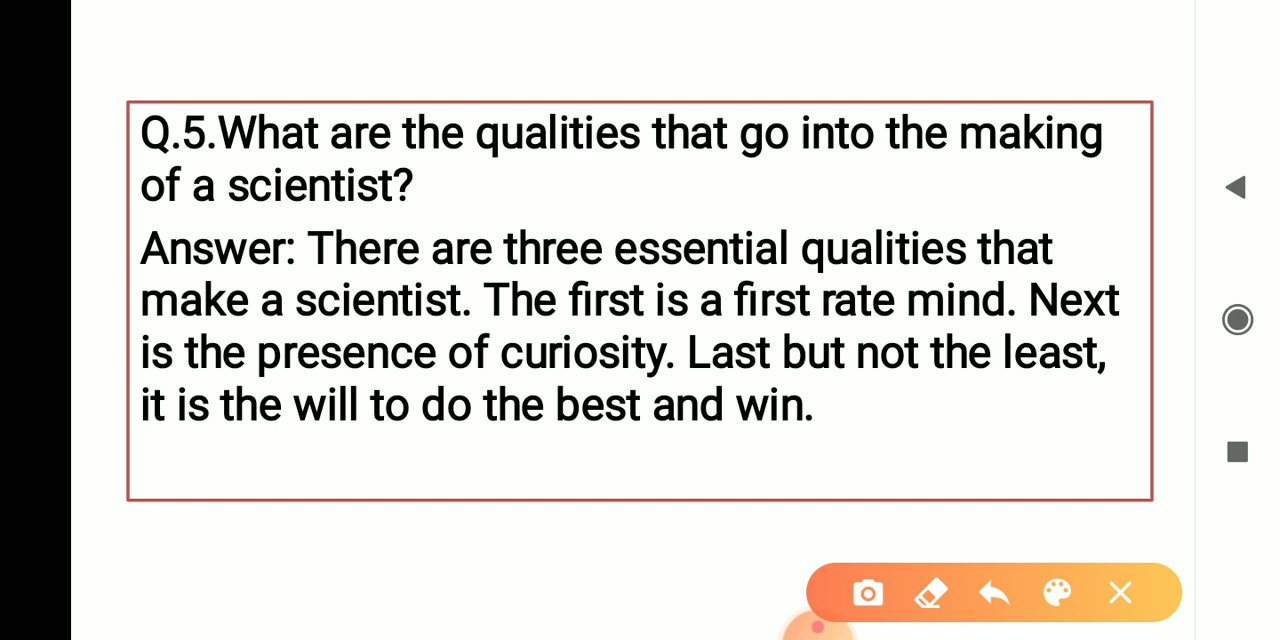 Q.5.What are the qualities that go into the making
of a scientist?
Answer: There are three essential qualities that
make a scientist. The first is a first rate mind. Next
is the presence of curiosity. Last but not the least,
it is the will to do the best and win.